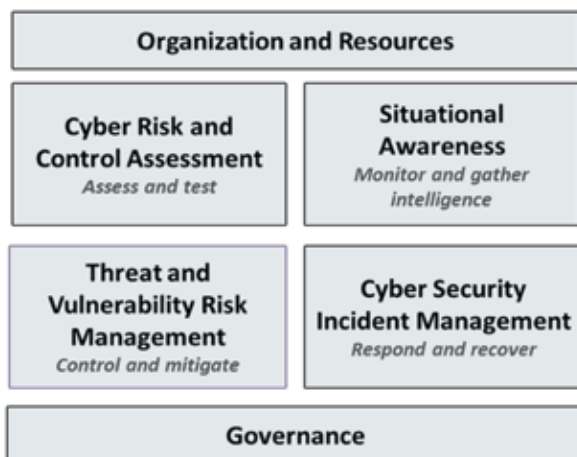 Organization and Resources
Cyber Risk and
Control Assessment
Assess and test
Situational
Awareness
Monitor and gather
intelligence
Threat and
Vulnerability Risk
Management
Control and mitigate
Cyber Security
Incident Management
Respond and recover
Governance